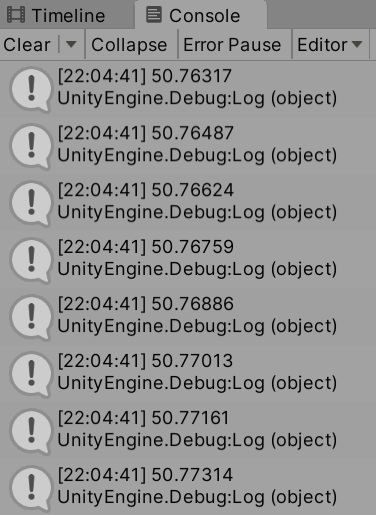 Timeline Console
Clear Collapse Error Pause Editor
[22:04:41] 50.76317
UnityEngine.Debug:Log (object)
[22:04:41] 50.76487
UnityEngine.Debug:Log (object)
[22:04:41] 50.76624
UnityEngine.Debug:Log (object)
[22:04:41] 50.76759
UnityEngine.Debug:Log (object)
[22:04:41] 50.76886
UnityEngine.Debug:Log (object)
[22:04:41] 50.77013
UnityEngine.Debug:Log (object)
[22:04:41] 50.77161
UnityEngine.Debug:Log (object)
[22:04:41] 50.77314
UnityEngine.Debug:Log (object)